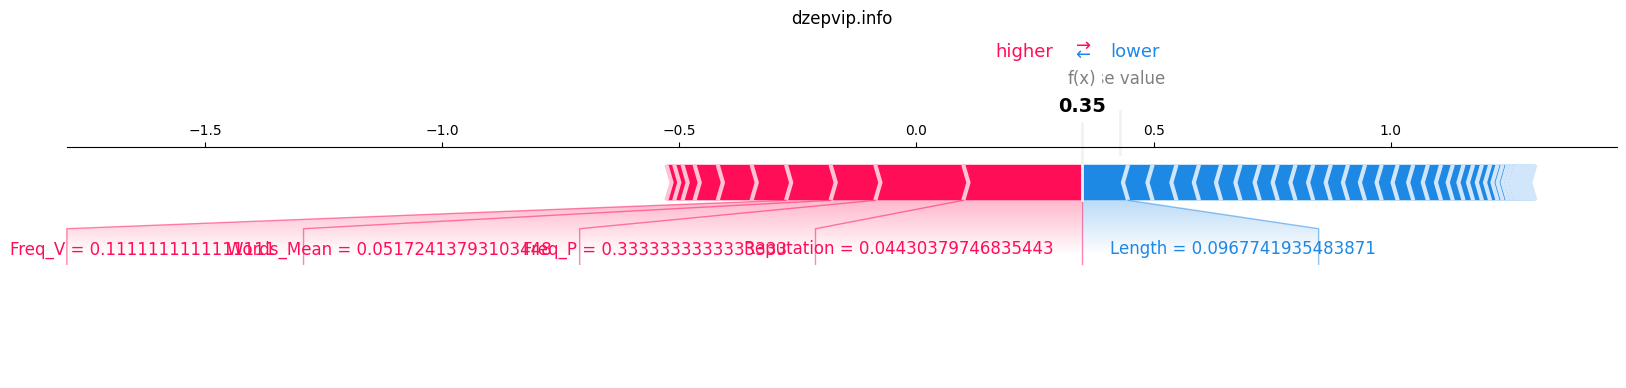 dzepvip.info
higher → lower
←
f(x) se value
0.35
−1.5 −1.0 −0.5 0.0 0.5 1.0
Freq_V = 0.1111111111111111 Words_Mean = 0.05172413793103448 Freq_P = 0.3333333333333333 Reputation = 0.04430379746835443 Length = 0.0967741935483871